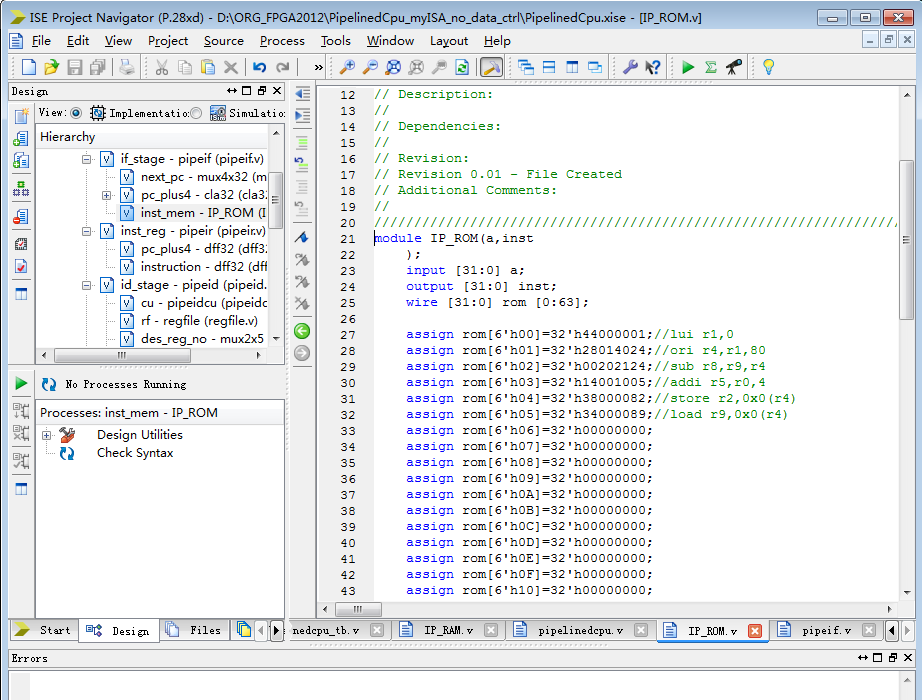 ISE Project Navigator (P.28xd) - D:\ORG_FPGA2012\PipelinedCpu_myISA_no_data_ctrl\PipelinedCpu.xise - [IP_ROM.v]
File Edit View Project Source Process Tools Window Layout Help
Design
View: Implementatio Simulatio
Hierarchy
if_stage - pipeif (pipeif.v)
next_pc - mux4x32 (m
pc_plus4 - cla32 (cla3
inst_mem - IP_ROM (I
inst_reg - pipeir (pipeir.v)
pc_plus4 - dff32 (dff3
instruction - dff32 (dff
id_stage - pipeid (pipeid.v)
cu - pipeidcu (pipeidc
rf - regfile (regfile.v)
des_reg_no - mux2x5
No Processes Running
Processes: inst_mem - IP_ROM
Design Utilities
Check Syntax
Start Design Files
12 // Description:
13 //
14 // Dependencies:
15 //
16 // Revision:
17 // Revision 0.01 - File Created
18 // Additional Comments:
19 //
20 //////////////////////////////////////////////////////////////////
21 module IP_ROM(a,inst
22 );
23 input [31:0] a;
24 output [31:0] inst;
25 wire [31:0] rom [0:63];
26
27 assign rom[6'h00]=32'h44000001;//lui r1,0
28 assign rom[6'h01]=32'h28014024;//ori r4,r1,80
29 assign rom[6'h02]=32'h00202124;//sub r8,r9,r4
30 assign rom[6'h03]=32'h14001005;//addi r5,r0,4
31 assign rom[6'h04]=32'h38000082;//store r2,0x0(r4)
32 assign rom[6'h05]=32'h34000089;//load r9,0x0(r4)
33 assign rom[6'h06]=32'h00000000;
34 assign rom[6'h07]=32'h00000000;
35 assign rom[6'h08]=32'h00000000;
36 assign rom[6'h09]=32'h00000000;
37 assign rom[6'h0A]=32'h00000000;
38 assign rom[6'h0B]=32'h00000000;
39 assign rom[6'h0C]=32'h00000000;
40 assign rom[6'h0D]=32'h00000000;
41 assign rom[6'h0E]=32'h00000000;
42 assign rom[6'h0F]=32'h00000000;
43 assign rom[6'h10]=32'h00000000;
nedcpu_tb.v IP_RAM.v pipelinedcpu.v IP_ROM.v pipeif.v
Errors